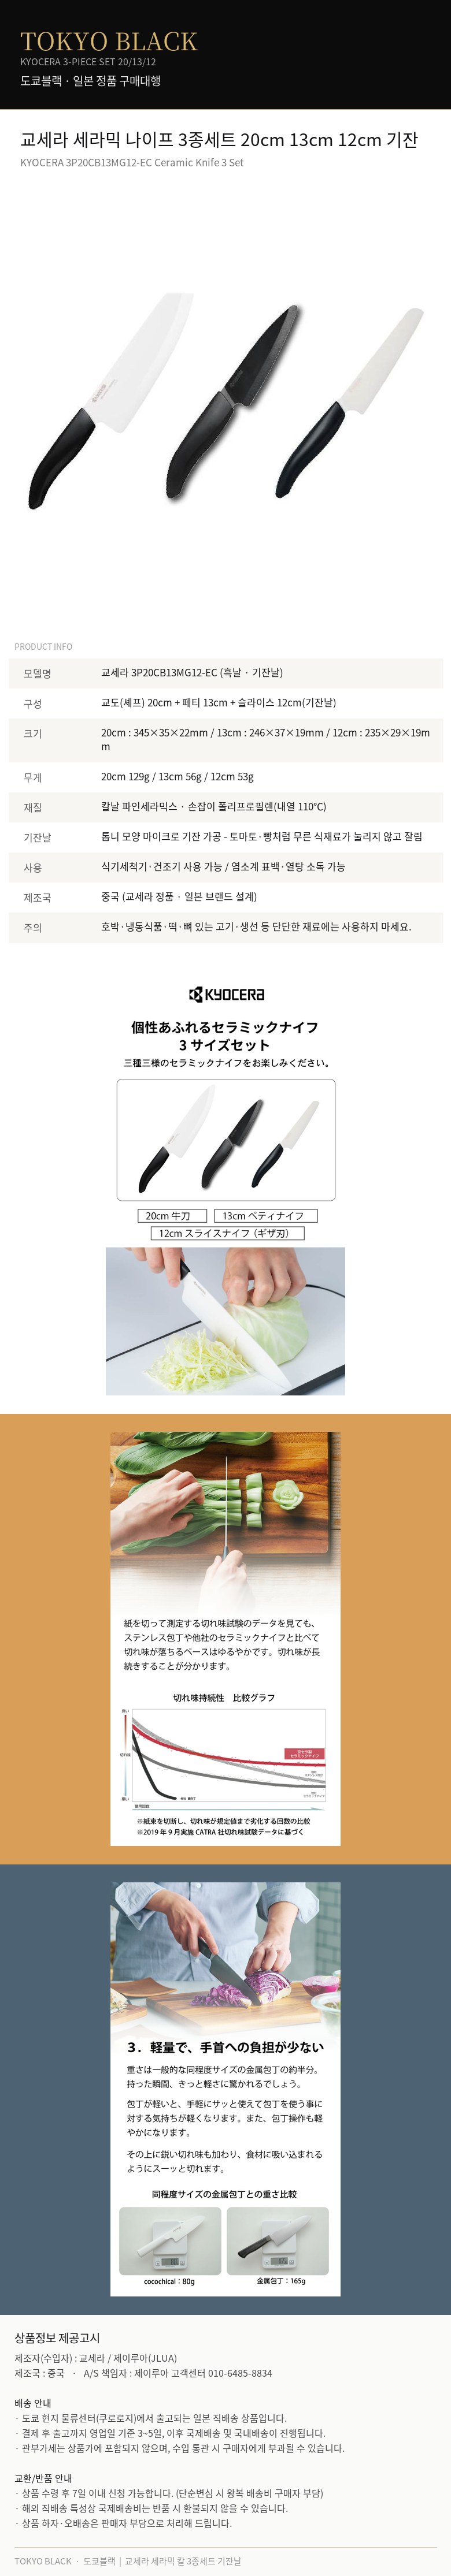 TOKYO BLACK
KYOCERA 3-PIECE SET 20/13/12
도쿄블랙 · 일본 정품 구매대행
교세라 세라믹 나이프 3종세트 20cm 13cm 12cm 기잔
KYOCERA 3P20CB13MG12-EC Ceramic Knife 3 Set
PRODUCT INFO
모델명 교세라 3P20CB13MG12-EC (흑날 · 기잔날)
구성 교도(셰프) 20cm + 페티 13cm + 슬라이스 12cm(기잔날)
크기 20cm : 345×35×22mm / 13cm : 246×37×19mm / 12cm : 235×29×19m
m
무게 20cm 129g / 13cm 56g / 12cm 53g
재질 칼날 파인세라믹스 · 손잡이 폴리프로필렌(내열 110℃)
기잔날 톱니 모양 마이크로 기잔 가공 - 토마토·빵처럼 무른 식재료가 눌리지 않고 잘림
사용 식기세척기·건조기 사용 가능 / 염소계 표백·열탕 소독 가능
제조국 중국 (교세라 정품 · 일본 브랜드 설계)
주의 호박·냉동식품·떡·뼈 있는 고기·생선 등 단단한 재료에는 사용하지 마세요.
KYOCERA
個性あふれるセラミックナイフ
3 サイズセット
三種三様のセラミックナイフをお楽しみください。
20cm 牛刀 13cm ペティナイフ
12cm スライスナイフ（ギザ刃）
紙を切って測定する切れ味試験のデータを見ても、
ステンレス包丁や他社のセラミックナイフと比べて
切れ味が落ちるペースはゆるやかです。切れ味が長
続きすることが分かります。
切れ味持続性 比較グラフ
※紙束を切断し、切れ味が規定値まで劣化する回数の比較
※2019 年 9 月実施 CATRA 社切れ味試験データに基づく
3．軽量で、手首への負担が少ない
重さは一般的な同程度サイズの金属包丁の約半分。
持った瞬間、きっと軽さに驚かれるでしょう。
包丁が軽いと、手軽にサッと使えて包丁を使う事に
対する気持ちが軽くなります。また、包丁操作も軽
やかになります。
その上に鋭い切れ味も加わり、食材に吸い込まれる
ようにスーッと切れます。
同程度サイズの金属包丁との重さ比較
cocochical：80g 金属包丁：165g
상품정보 제공고시
제조자(수입자) : 교세라 / 제이루아(JLUA)
제조국 : 중국 · A/S 책임자 : 제이루아 고객센터 010-6485-8834
배송 안내
· 도쿄 현지 물류센터(쿠로로지)에서 출고되는 일본 직배송 상품입니다.
· 결제 후 출고까지 영업일 기준 3~5일, 이후 국제배송 및 국내배송이 진행됩니다.
· 관부가세는 상품가에 포함되지 않으며, 수입 통관 시 구매자에게 부과될 수 있습니다.
교환/반품 안내
· 상품 수령 후 7일 이내 신청 가능합니다. (단순변심 시 왕복 배송비 구매자 부담)
· 해외 직배송 특성상 국제배송비는 반품 시 환불되지 않을 수 있습니다.
· 상품 하자·오배송은 판매자 부담으로 처리해 드립니다.
TOKYO BLACK · 도쿄블랙 | 교세라 세라믹 칼 3종세트 기잔날